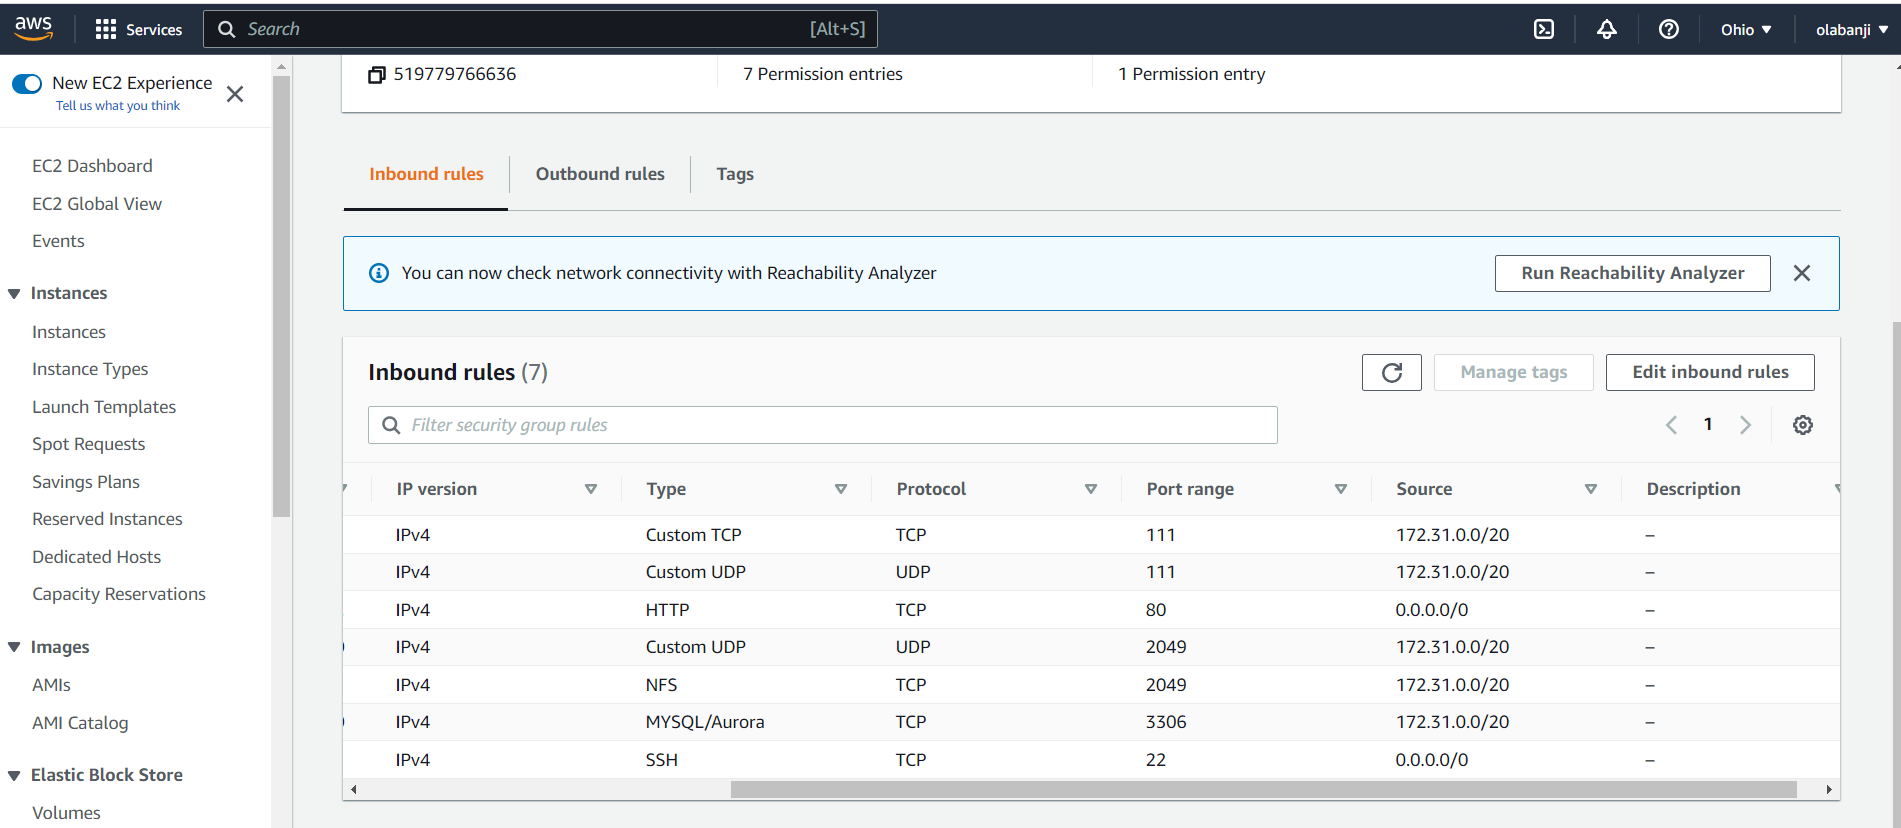 aws Services Search [Alt+S] Ohio olabanji
New EC2 Experience
Tell us what you think
EC2 Dashboard
EC2 Global View
Events
Instances
Instances
Instance Types
Launch Templates
Spot Requests
Savings Plans
Reserved Instances
Dedicated Hosts
Capacity Reservations
Images
AMIs
AMI Catalog
Elastic Block Store
Volumes
519779766636 7 Permission entries 1 Permission entry
Inbound rules Outbound rules Tags
You can now check network connectivity with Reachability Analyzer Run Reachability Analyzer
Inbound rules (7) Manage tags Edit inbound rules
Filter security group rules 1
IP version Type Protocol Port range Source Description
IPv4 Custom TCP TCP 111 172.31.0.0/20 –
IPv4 Custom UDP UDP 111 172.31.0.0/20 –
IPv4 HTTP TCP 80 0.0.0.0/0 –
IPv4 Custom UDP UDP 2049 172.31.0.0/20 –
IPv4 NFS TCP 2049 172.31.0.0/20 –
IPv4 MYSQL/Aurora TCP 3306 172.31.0.0/20 –
IPv4 SSH TCP 22 0.0.0.0/0 –